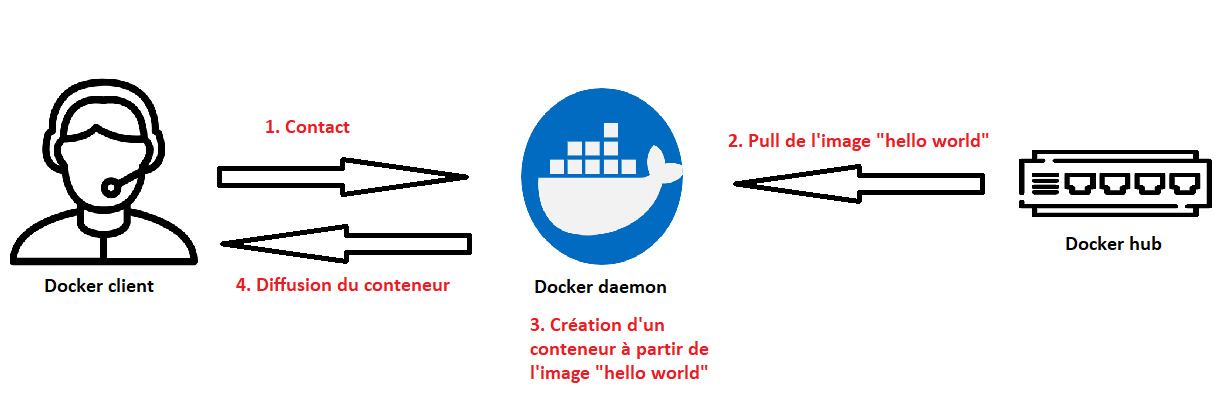 1. Contact
2. Pull de l'image "hello world"
Docker hub
Docker client
4. Diffusion du conteneur
Docker daemon
3. Création d'un
conteneur à partir de
l'image "hello world"